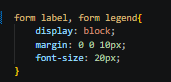 form label, form legend{
display: block;
margin: 0 0 10px;
font-size: 20px;
}